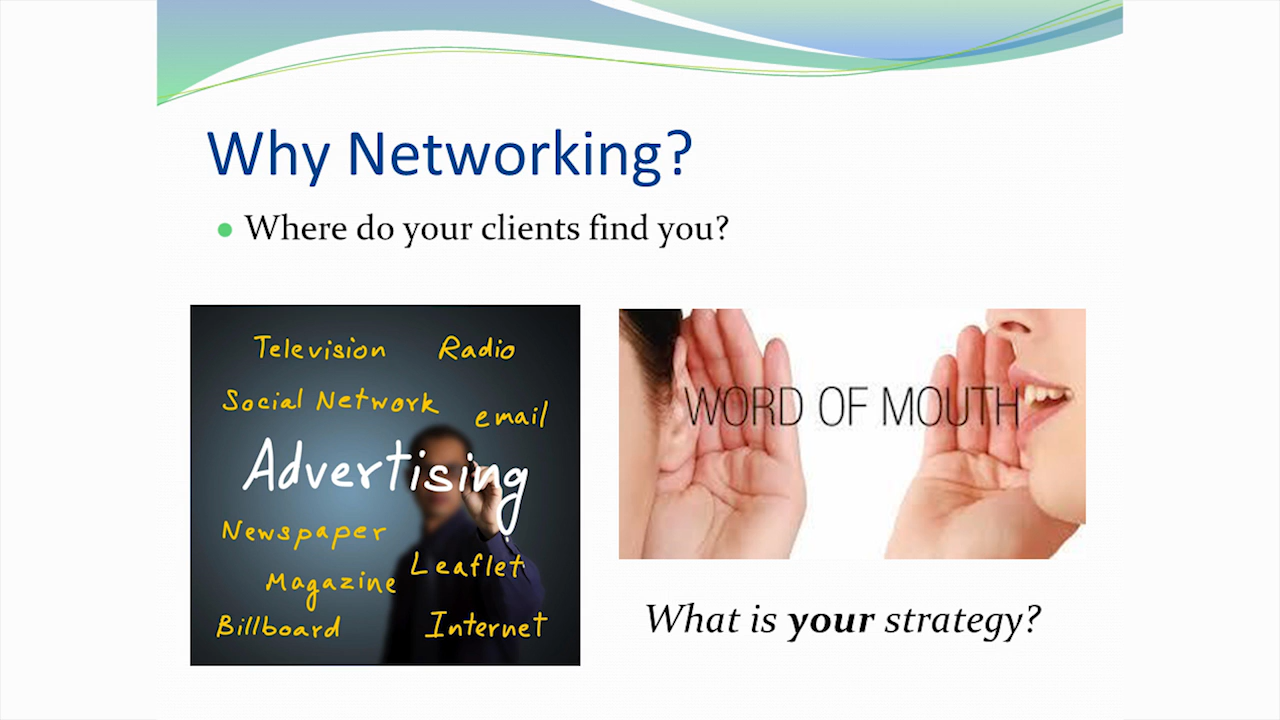 Why Networking?
Where do your clients find you?
Television Radio
Social Network email
Advertising
Newspaper
Leaflet
Magazine
Billboard Internet
WORD OF MOUTH
What is your strategy?